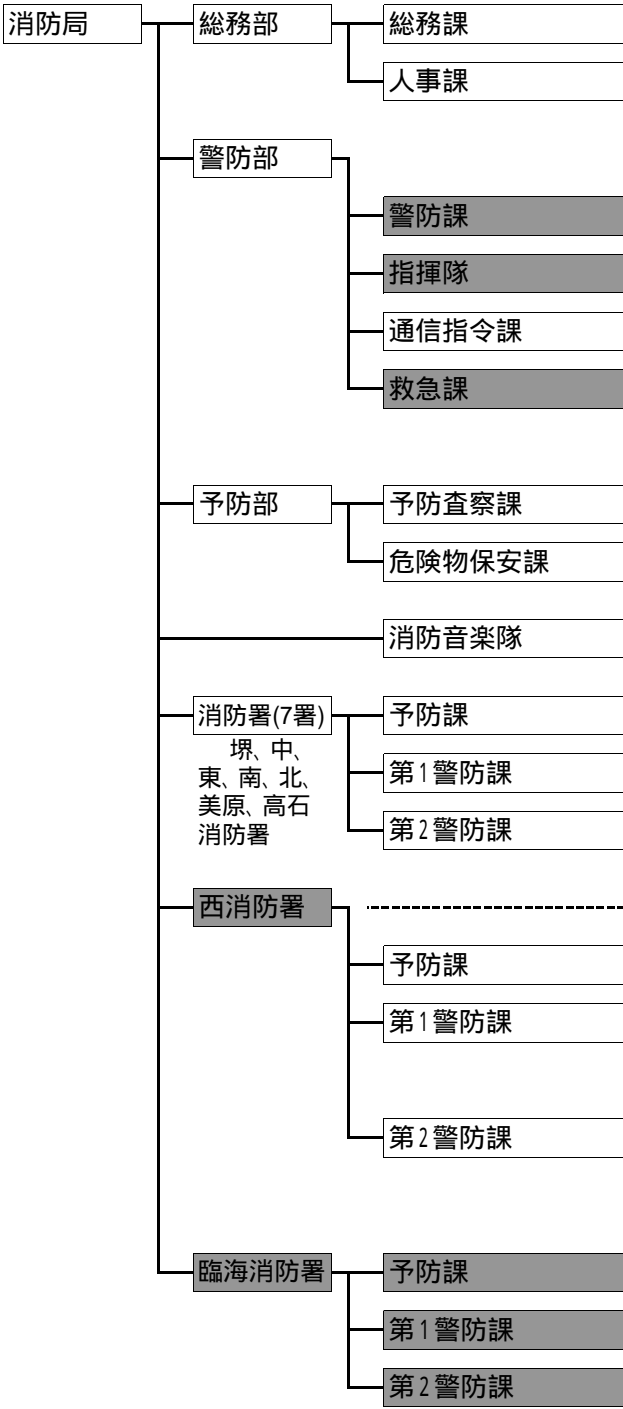 消防局
総務部
総務課
人事課
警防部
警防課
指揮隊
通信指令課
救急課
予防部
予防査察課
危険物保安課
消防音楽隊
消防署(7署)
堺、中、
東、南、北、
美原、高石
消防署
予防課
第1警防課
第2警防課
西消防署
予防課
第1警防課
第2警防課
臨海消防署
予防課
第1警防課
第2警防課